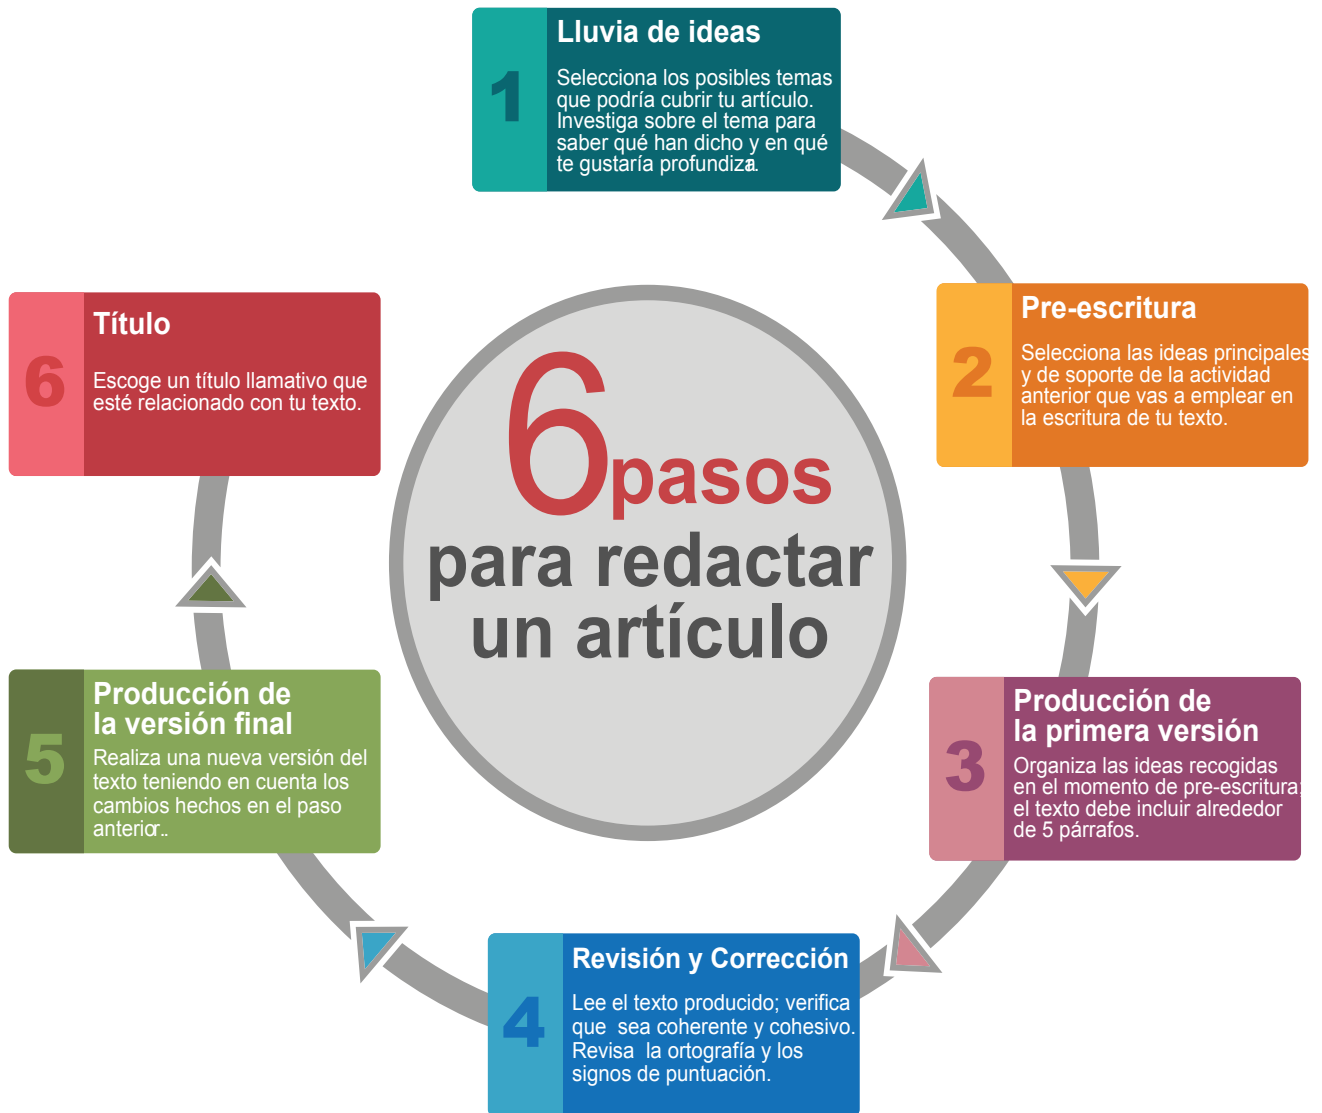 6 pasos
para redactar
un artículo
1
Lluvia de ideas
Selecciona los posibles temas
que podría cubrir tu artículo.
Investiga sobre el tema para
saber qué han dicho y en qué
te gustaría profundizar.
2
Pre-escritura
Selecciona las ideas principales
y de soporte de la actividad
anterior que vas a emplear en
la escritura de tu texto.
3
Producción de
la primera versión
Organiza las ideas recogidas
en el momento de pre-escritura;
el texto debe incluir alrededor
de 5 párrafos.
4
Revisión y Corrección
Lee el texto producido; verifica
que sea coherente y cohesivo.
Revisa la ortografía y los
signos de puntuación.
5
Producción de
la versión final
Realiza una nueva versión del
texto teniendo en cuenta los
cambios hechos en el paso
anterior..
6
Título
Escoge un título llamativo que
esté relacionado con tu texto.